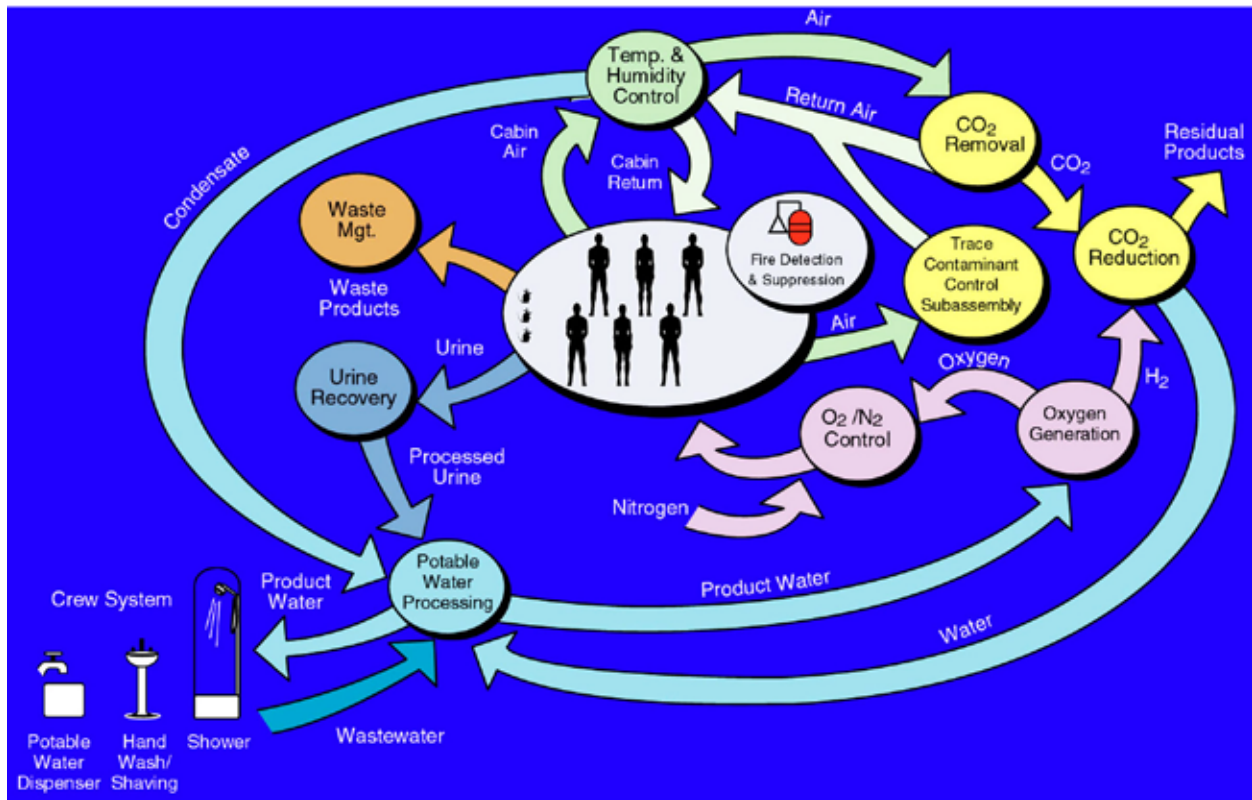 Air
Temp. &
Humidity
Control
Return Air
CO₂
Removal
Residual
Products
Cabin
Air
Cabin
Return
CO₂
Condensate
Waste
Mgt.
Fire Detection
& Suppression
Trace
Contaminant
Control
Subassembly
CO₂
Reduction
Waste
Products
Air
Urine
Oxygen
H₂
Urine
Recovery
O₂ /N₂
Control
Oxygen
Generation
Processed
Urine
Nitrogen
Potable
Water
Processing
Product
Water
Product Water
Crew System
Water
Wastewater
Potable
Water
Dispenser
Hand
Wash/
Shaving
Shower